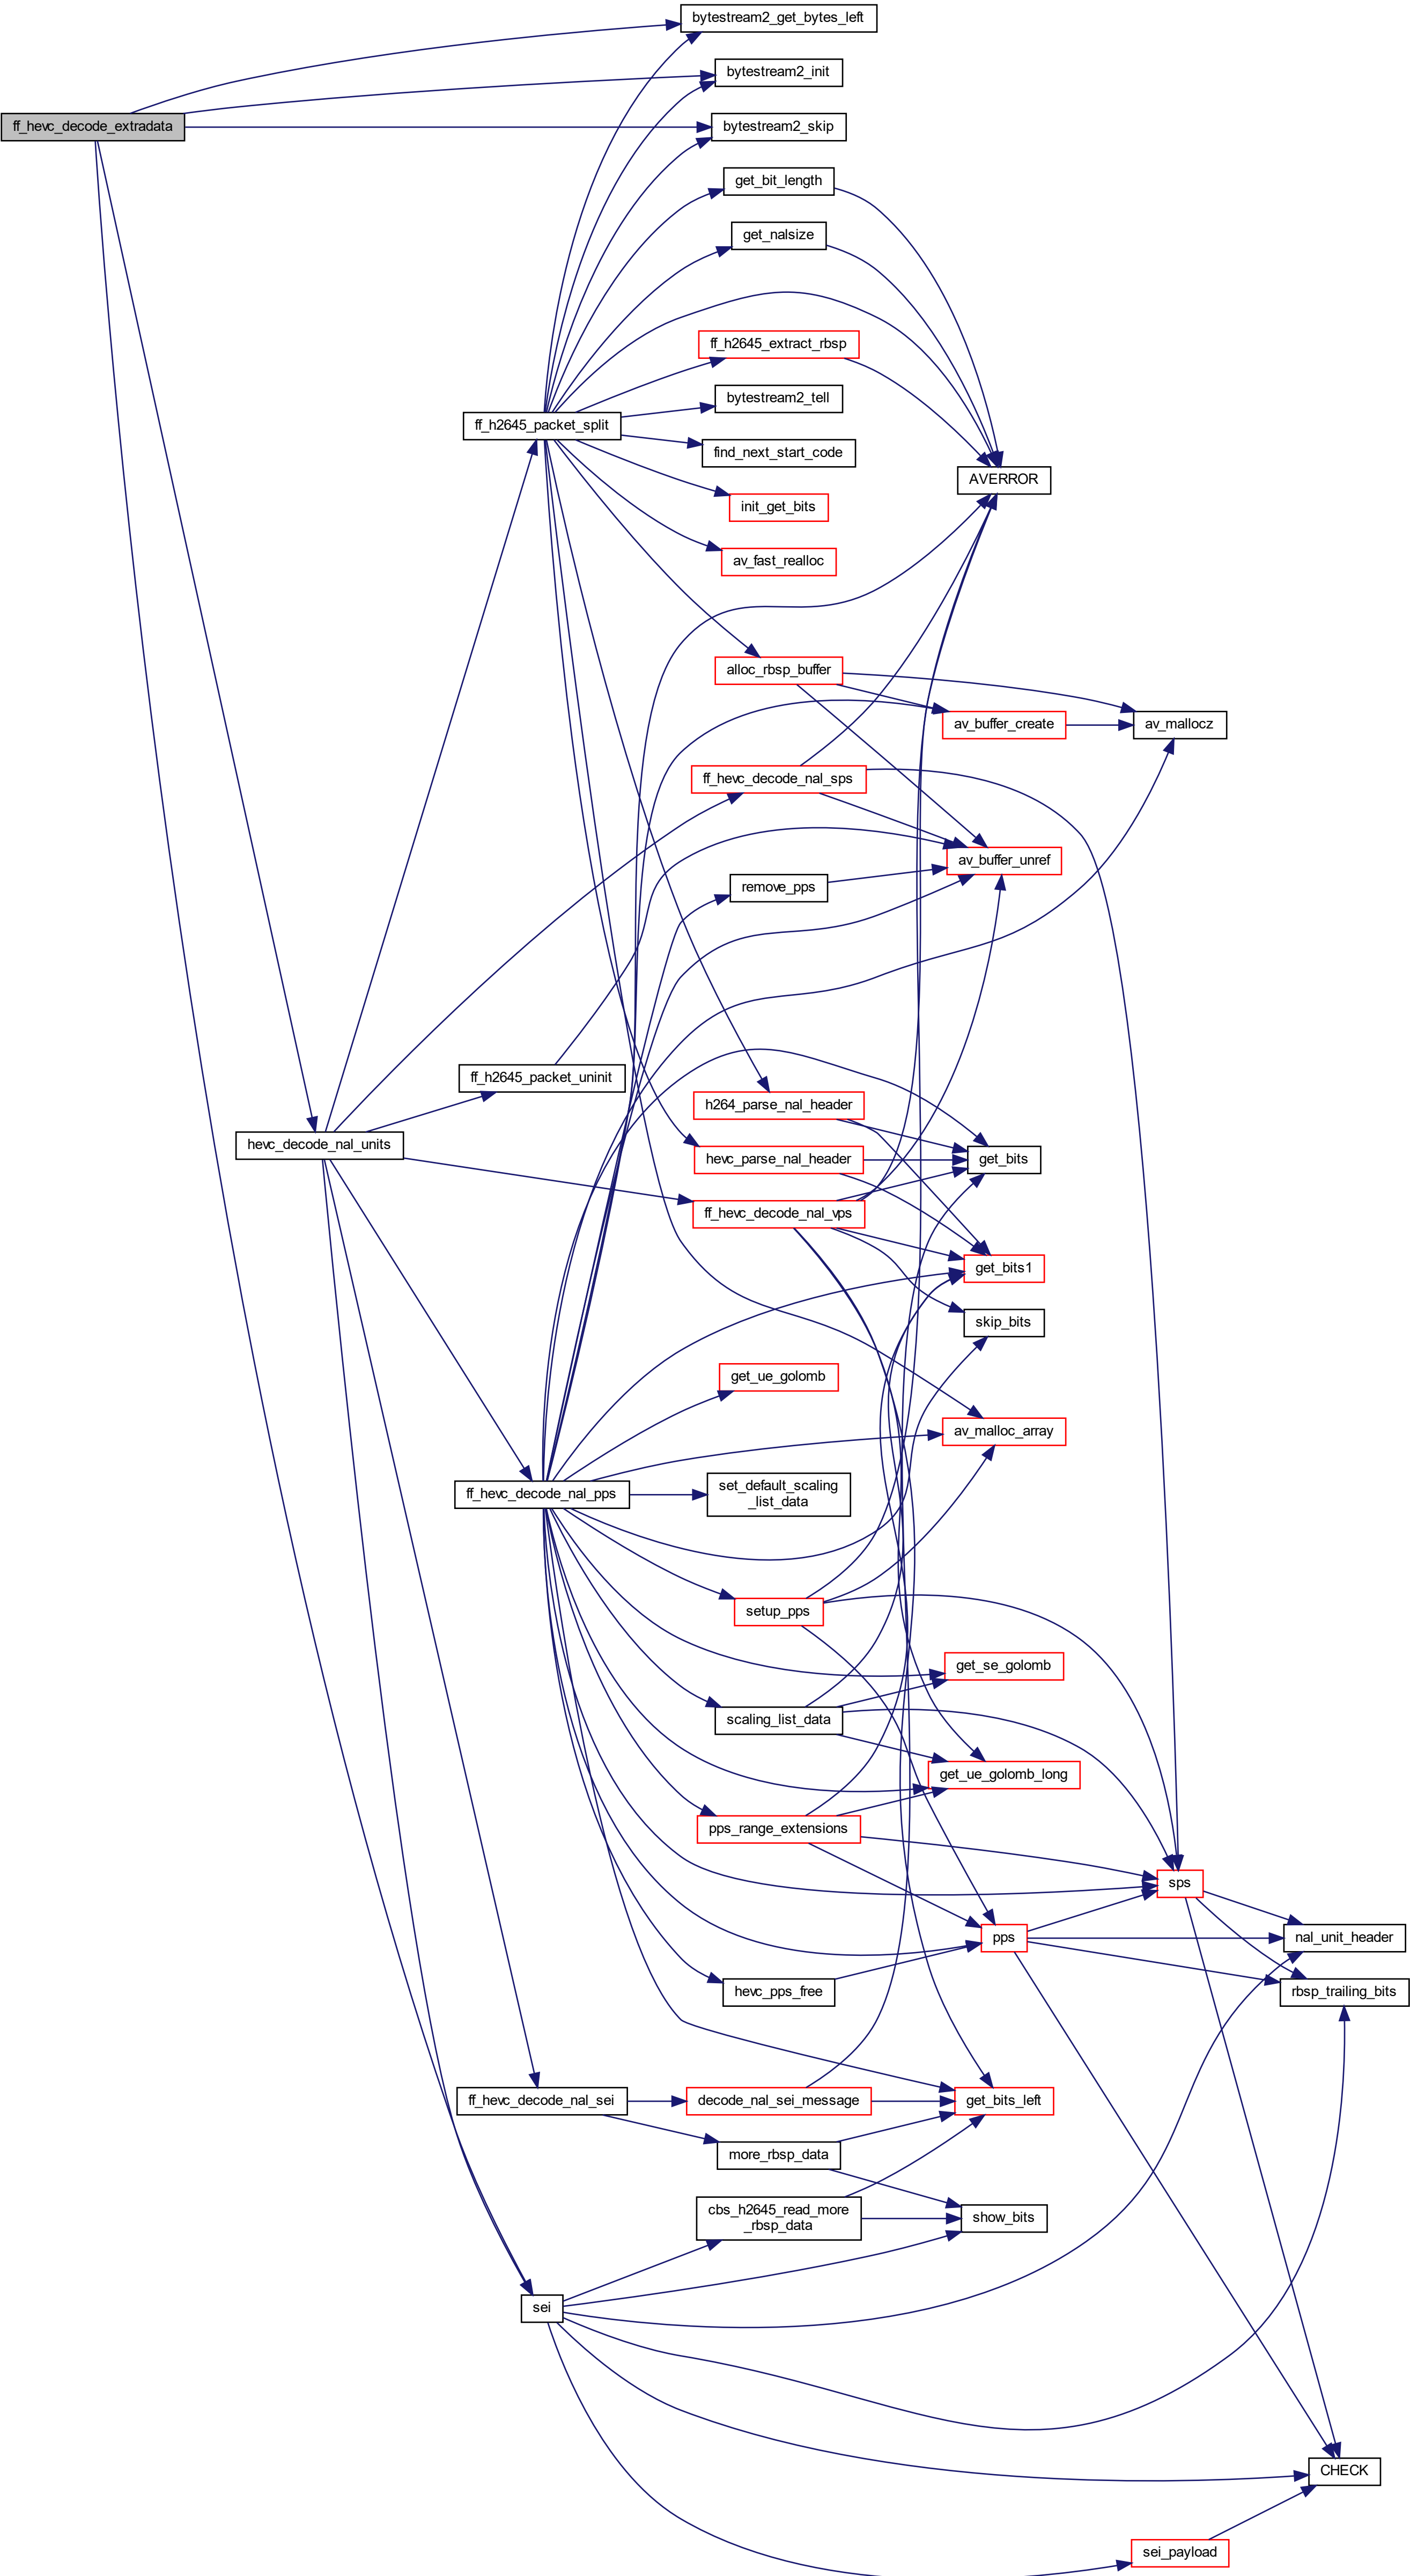 bytestream2_get_bytes_left
bytestream2_init
ff_hevc_decode_extradata
bytestream2_skip
get_bit_length
get_nalsize
ff_h2645_extract_rbsp
bytestream2_tell
ff_h2645_packet_split
find_next_start_code
AVERROR
init_get_bits
av_fast_realloc
alloc_rbsp_buffer
av_buffer_create
av_mallocz
ff_hevc_decode_nal_sps
av_buffer_unref
remove_pps
ff_h2645_packet_uninit
h264_parse_nal_header
hevc_decode_nal_units
hevc_parse_nal_header
get_bits
ff_hevc_decode_nal_vps
get_bits1
skip_bits
get_ue_golomb
av_malloc_array
ff_hevc_decode_nal_pps
set_default_scaling
_list_data
setup_pps
get_se_golomb
scaling_list_data
get_ue_golomb_long
pps_range_extensions
sps
pps
nal_unit_header
hevc_pps_free
rbsp_trailing_bits
ff_hevc_decode_nal_sei
decode_nal_sei_message
get_bits_left
more_rbsp_data
cbs_h2645_read_more
_rbsp_data
show_bits
sei
CHECK
sei_payload